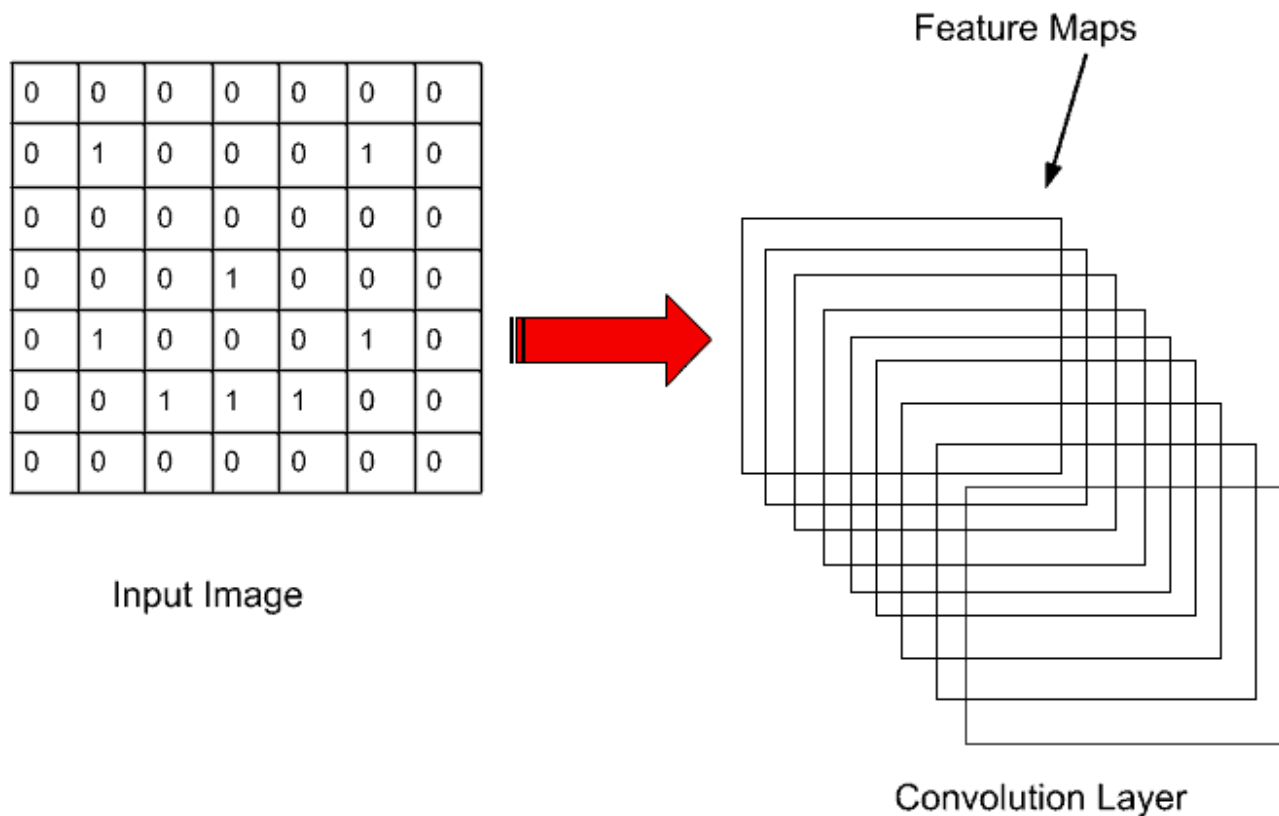 Feature Maps
0 0 0 0 0 0 0
0 1 0 0 0 1 0
0 0 0 0 0 0 0
0 0 0 1 0 0 0
0 1 0 0 0 1 0
0 0 1 1 1 0 0
0 0 0 0 0 0 0
Input Image
Convolution Layer